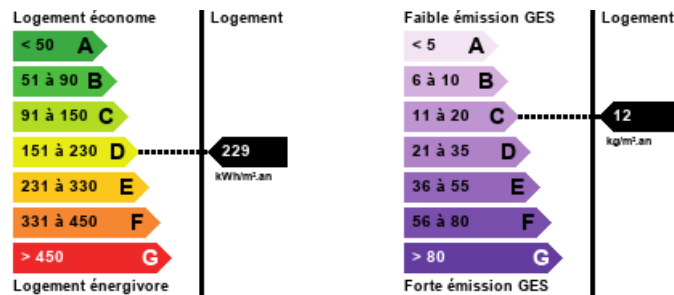 Logement économe
Logement
< 50 A
51 à 90 B
91 à 150 C
151 à 230 D
229
kWh/m².an
231 à 330 E
331 à 450 F
> 450 G
Logement énergivore
Faible émission GES
Logement
< 5 A
6 à 10 B
11 à 20 C
12
kg/m².an
21 à 35 D
36 à 55 E
56 à 80 F
> 80 G
Forte émission GES